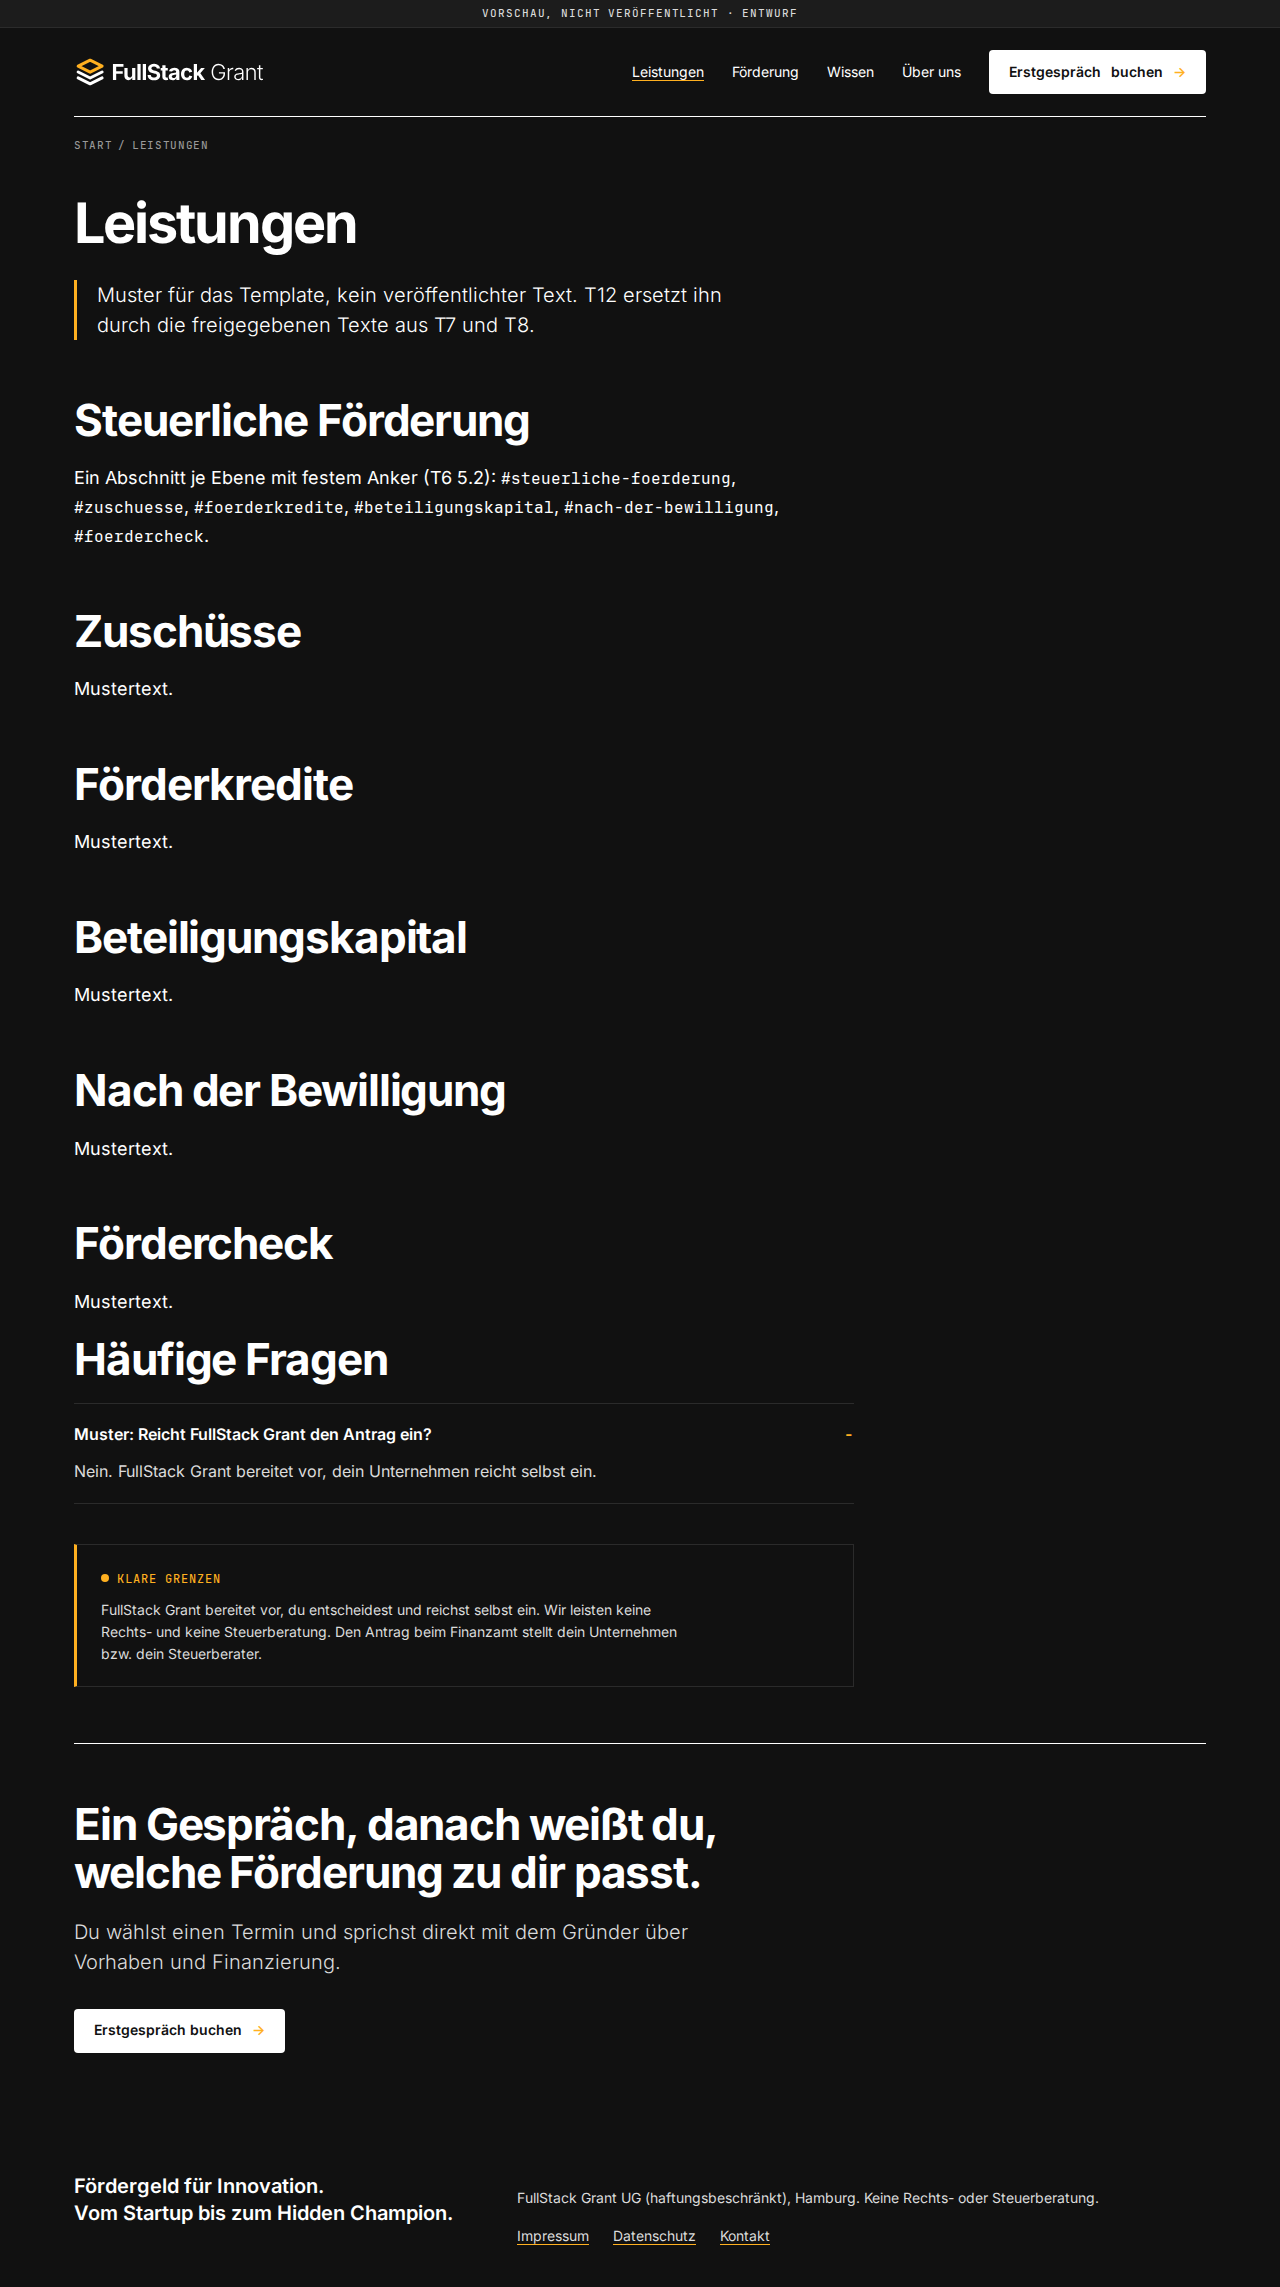 VORSCHAU, NICHT VERÖFFENTLICHT · ENTWURF
FullStack Grant
Leistungen
Förderung
Wissen
Über uns
Erstgespräch buchen →
START / LEISTUNGEN
Leistungen
Muster für das Template, kein veröffentlichter Text. T12 ersetzt ihn
durch die freigegebenen Texte aus T7 und T8.
Steuerliche Förderung
Ein Abschnitt je Ebene mit festem Anker (T6 5.2): #steuerliche-foerderung,
#zuschuesse, #foerderkredite, #beteiligungskapital, #nach-der-bewilligung,
#foerdercheck.
Zuschüsse
Mustertext.
Förderkredite
Mustertext.
Beteiligungskapital
Mustertext.
Nach der Bewilligung
Mustertext.
Fördercheck
Mustertext.
Häufige Fragen
Muster: Reicht FullStack Grant den Antrag ein? -
Nein. FullStack Grant bereitet vor, dein Unternehmen reicht selbst ein.
KLARE GRENZEN
FullStack Grant bereitet vor, du entscheidest und reichst selbst ein. Wir leisten keine
Rechts- und keine Steuerberatung. Den Antrag beim Finanzamt stellt dein Unternehmen
bzw. dein Steuerberater.
Ein Gespräch, danach weißt du,
welche Förderung zu dir passt.
Du wählst einen Termin und sprichst direkt mit dem Gründer über
Vorhaben und Finanzierung.
Erstgespräch buchen →
Fördergeld für Innovation.
Vom Startup bis zum Hidden Champion.
FullStack Grant UG (haftungsbeschränkt), Hamburg. Keine Rechts- oder Steuerberatung.
Impressum
Datenschutz
Kontakt